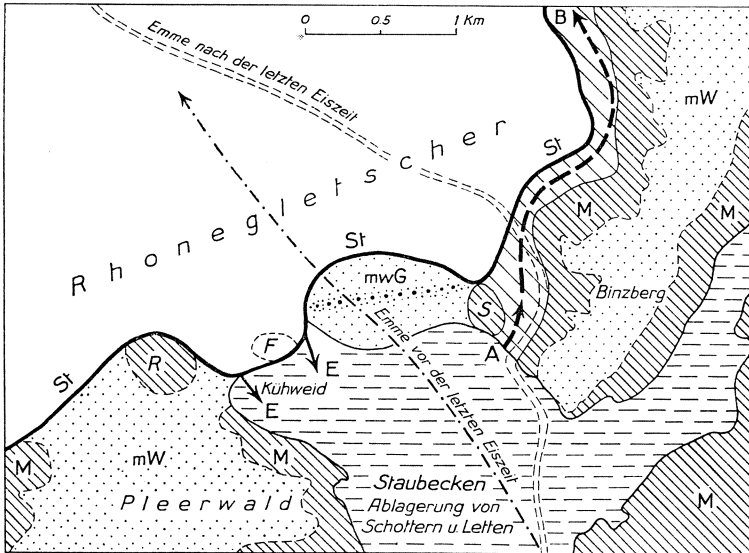 0 0.5 1 Km
B
Emme nach der letzten Eiszeit
mW
Rhonegletscher
St
M
M
St
mwG
Binzberg
S
A
Emme vor der letzten Eiszeit
F
R
E
Kühweid
E
St
M
mW
M
Pleerwald
Staubecken
Ablagerung von
Schottern u. Letten
M